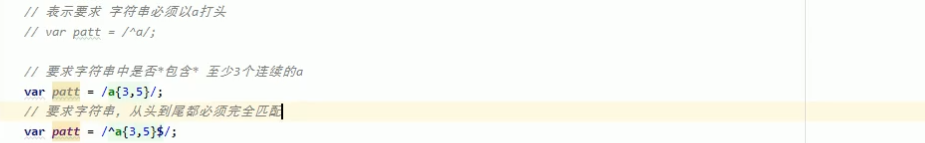 // 表示要求 字符串必须以a打头
// var patt = /^a/;
// 要求字符串中是否*包含* 至少3个连续的a
var patt = /a{3,5}/;
// 要求字符串，从头到尾都必须完全匹配
var patt = /^a{3,5}$/;